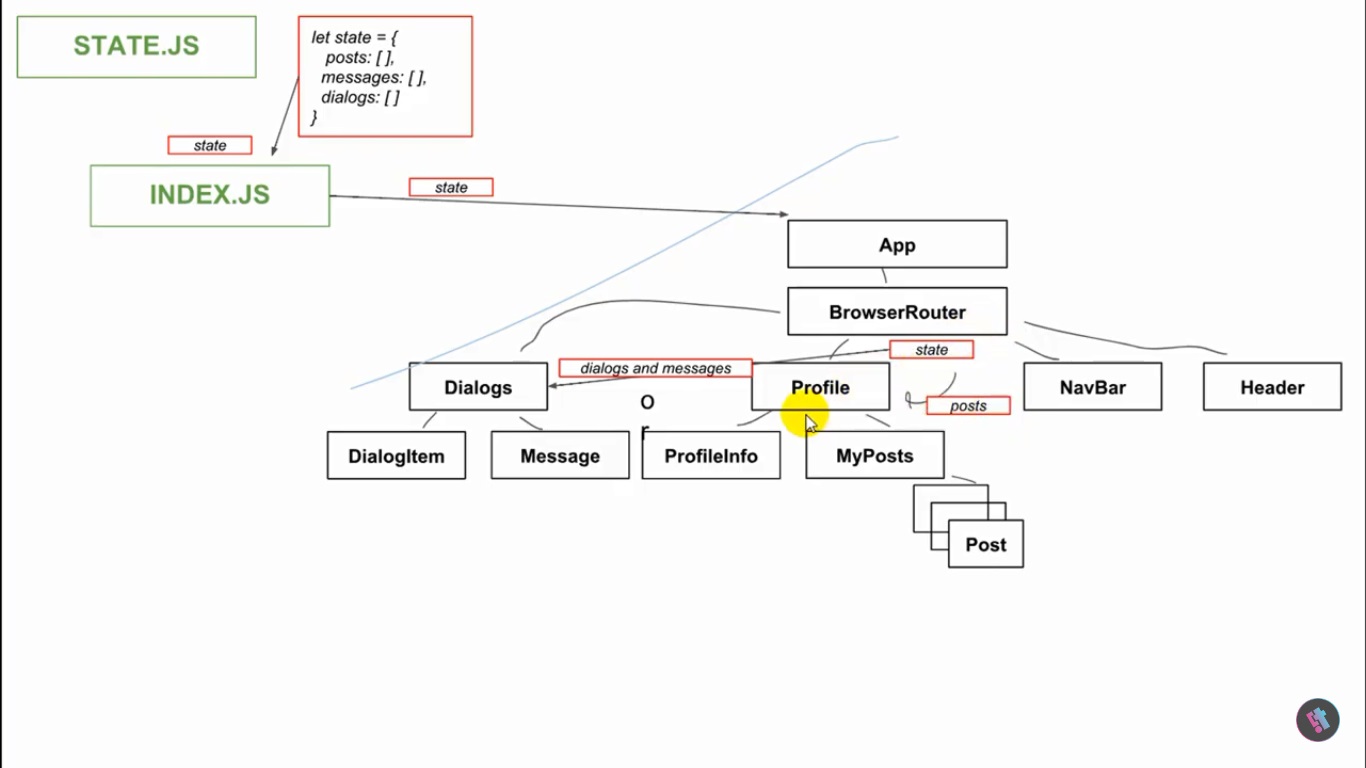 STATE.JS
let state = {
posts: [ ],
messages: [ ],
dialogs: [ ]
}
state
INDEX.JS
state
App
BrowserRouter
state
dialogs and messages
Dialogs
Profile
NavBar
Header
posts
O
r
DialogItem
Message
ProfileInfo
MyPosts
Post